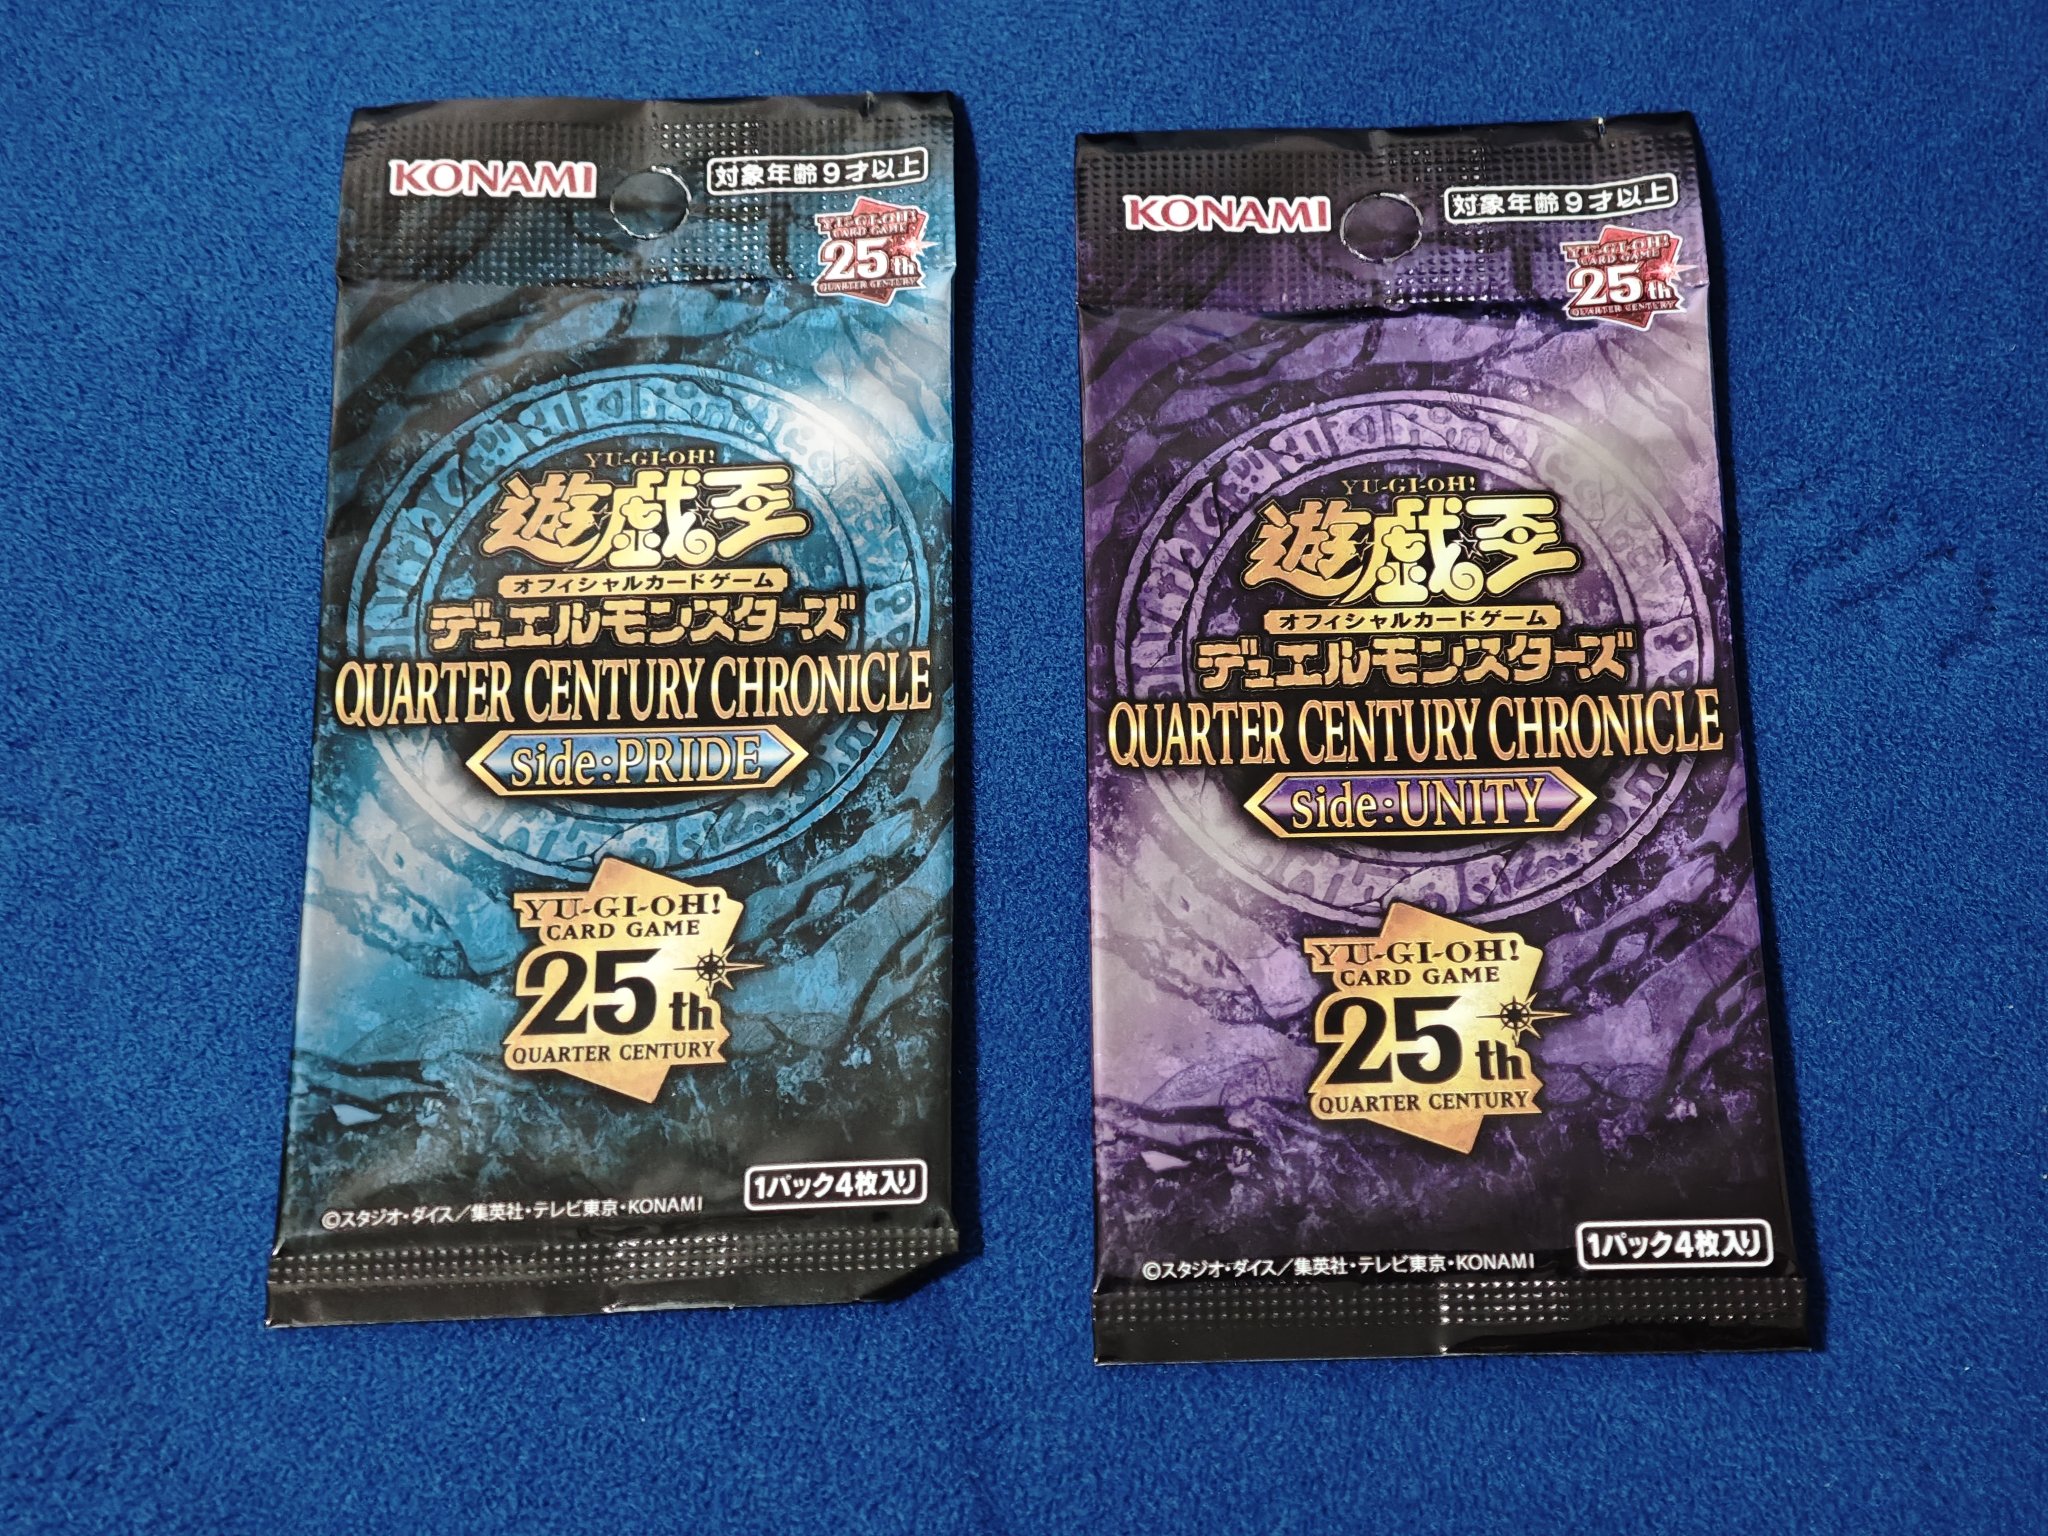 KONAMI
対象年齢9才以上
YU-GI-OH!
CARD GAME
25th
QUARTER CENTURY
YU-GI-OH!
遊戯王
オフィシャルカードゲーム
デュエルモンスターズ
QUARTER CENTURY CHRONICLE
side:PRIDE
YU-GI-OH!
CARD GAME
25th
QUARTER CENTURY
1パック4枚入り
©スタジオ・ダイス/集英社・テレビ東京・KONAMI
KONAMI
対象年齢9才以上
YU-GI-OH!
CARD GAME
25th
QUARTER CENTURY
YU-GI-OH!
遊戯王
オフィシャルカードゲーム
デュエルモンスターズ
QUARTER CENTURY CHRONICLE
side:UNITY
YU-GI-OH!
CARD GAME
25th
QUARTER CENTURY
1パック4枚入り
©スタジオ・ダイス/集英社・テレビ東京・KONAMI